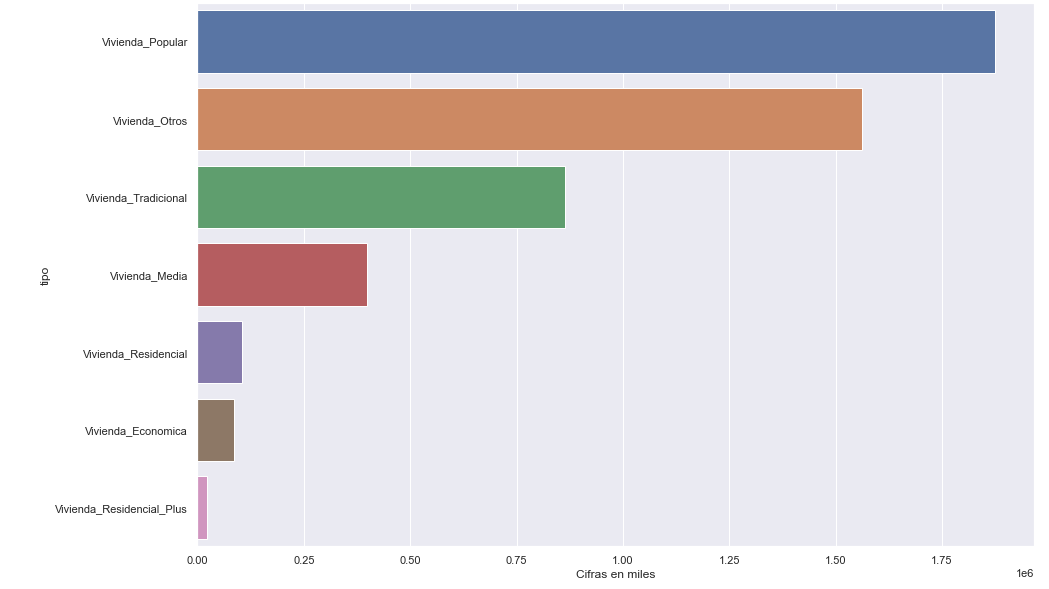 Vivienda_Popular
Vivienda_Otros
Vivienda_Tradicional
Vivienda_Media
tipo
Vivienda_Residencial
Vivienda_Economica
Vivienda_Residencial_Plus
0.00 0.25 0.50 0.75 1.00 1.25 1.50 1.75
Cifras en miles
1e6